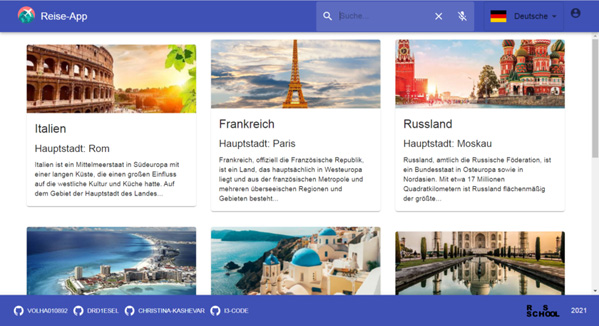 Reise-App
Suche...
Deutsche
Italien
Hauptstadt: Rom
Italien ist ein Mittelmeerstaat in Südeuropa mit
einer langen Küste, die einen großen Einfluss
auf die westliche Kultur und Küche hatte. Auf
dem Gebiet der Hauptstadt des Landes...
Frankreich
Hauptstadt: Paris
Frankreich, offiziell die Französische Republik,
ist ein Land, das hauptsächlich in Westeuropa
liegt und aus der französischen Metropole und
mehreren überseeischen Regionen und
Gebieten besteht...
Russland
Hauptstadt: Moskau
Russland, amtlich die Russische Föderation, ist
ein Bundesstaat in Osteuropa sowie in
Nordasien. Mit etwa 17 Millionen
Quadratkilometern ist Russland flächenmäßig
der größte...
VOLHA010892 DRD1ESEL CHRISTINA-KASHEVAR I3-CODE
RS
SCHOOL
2021